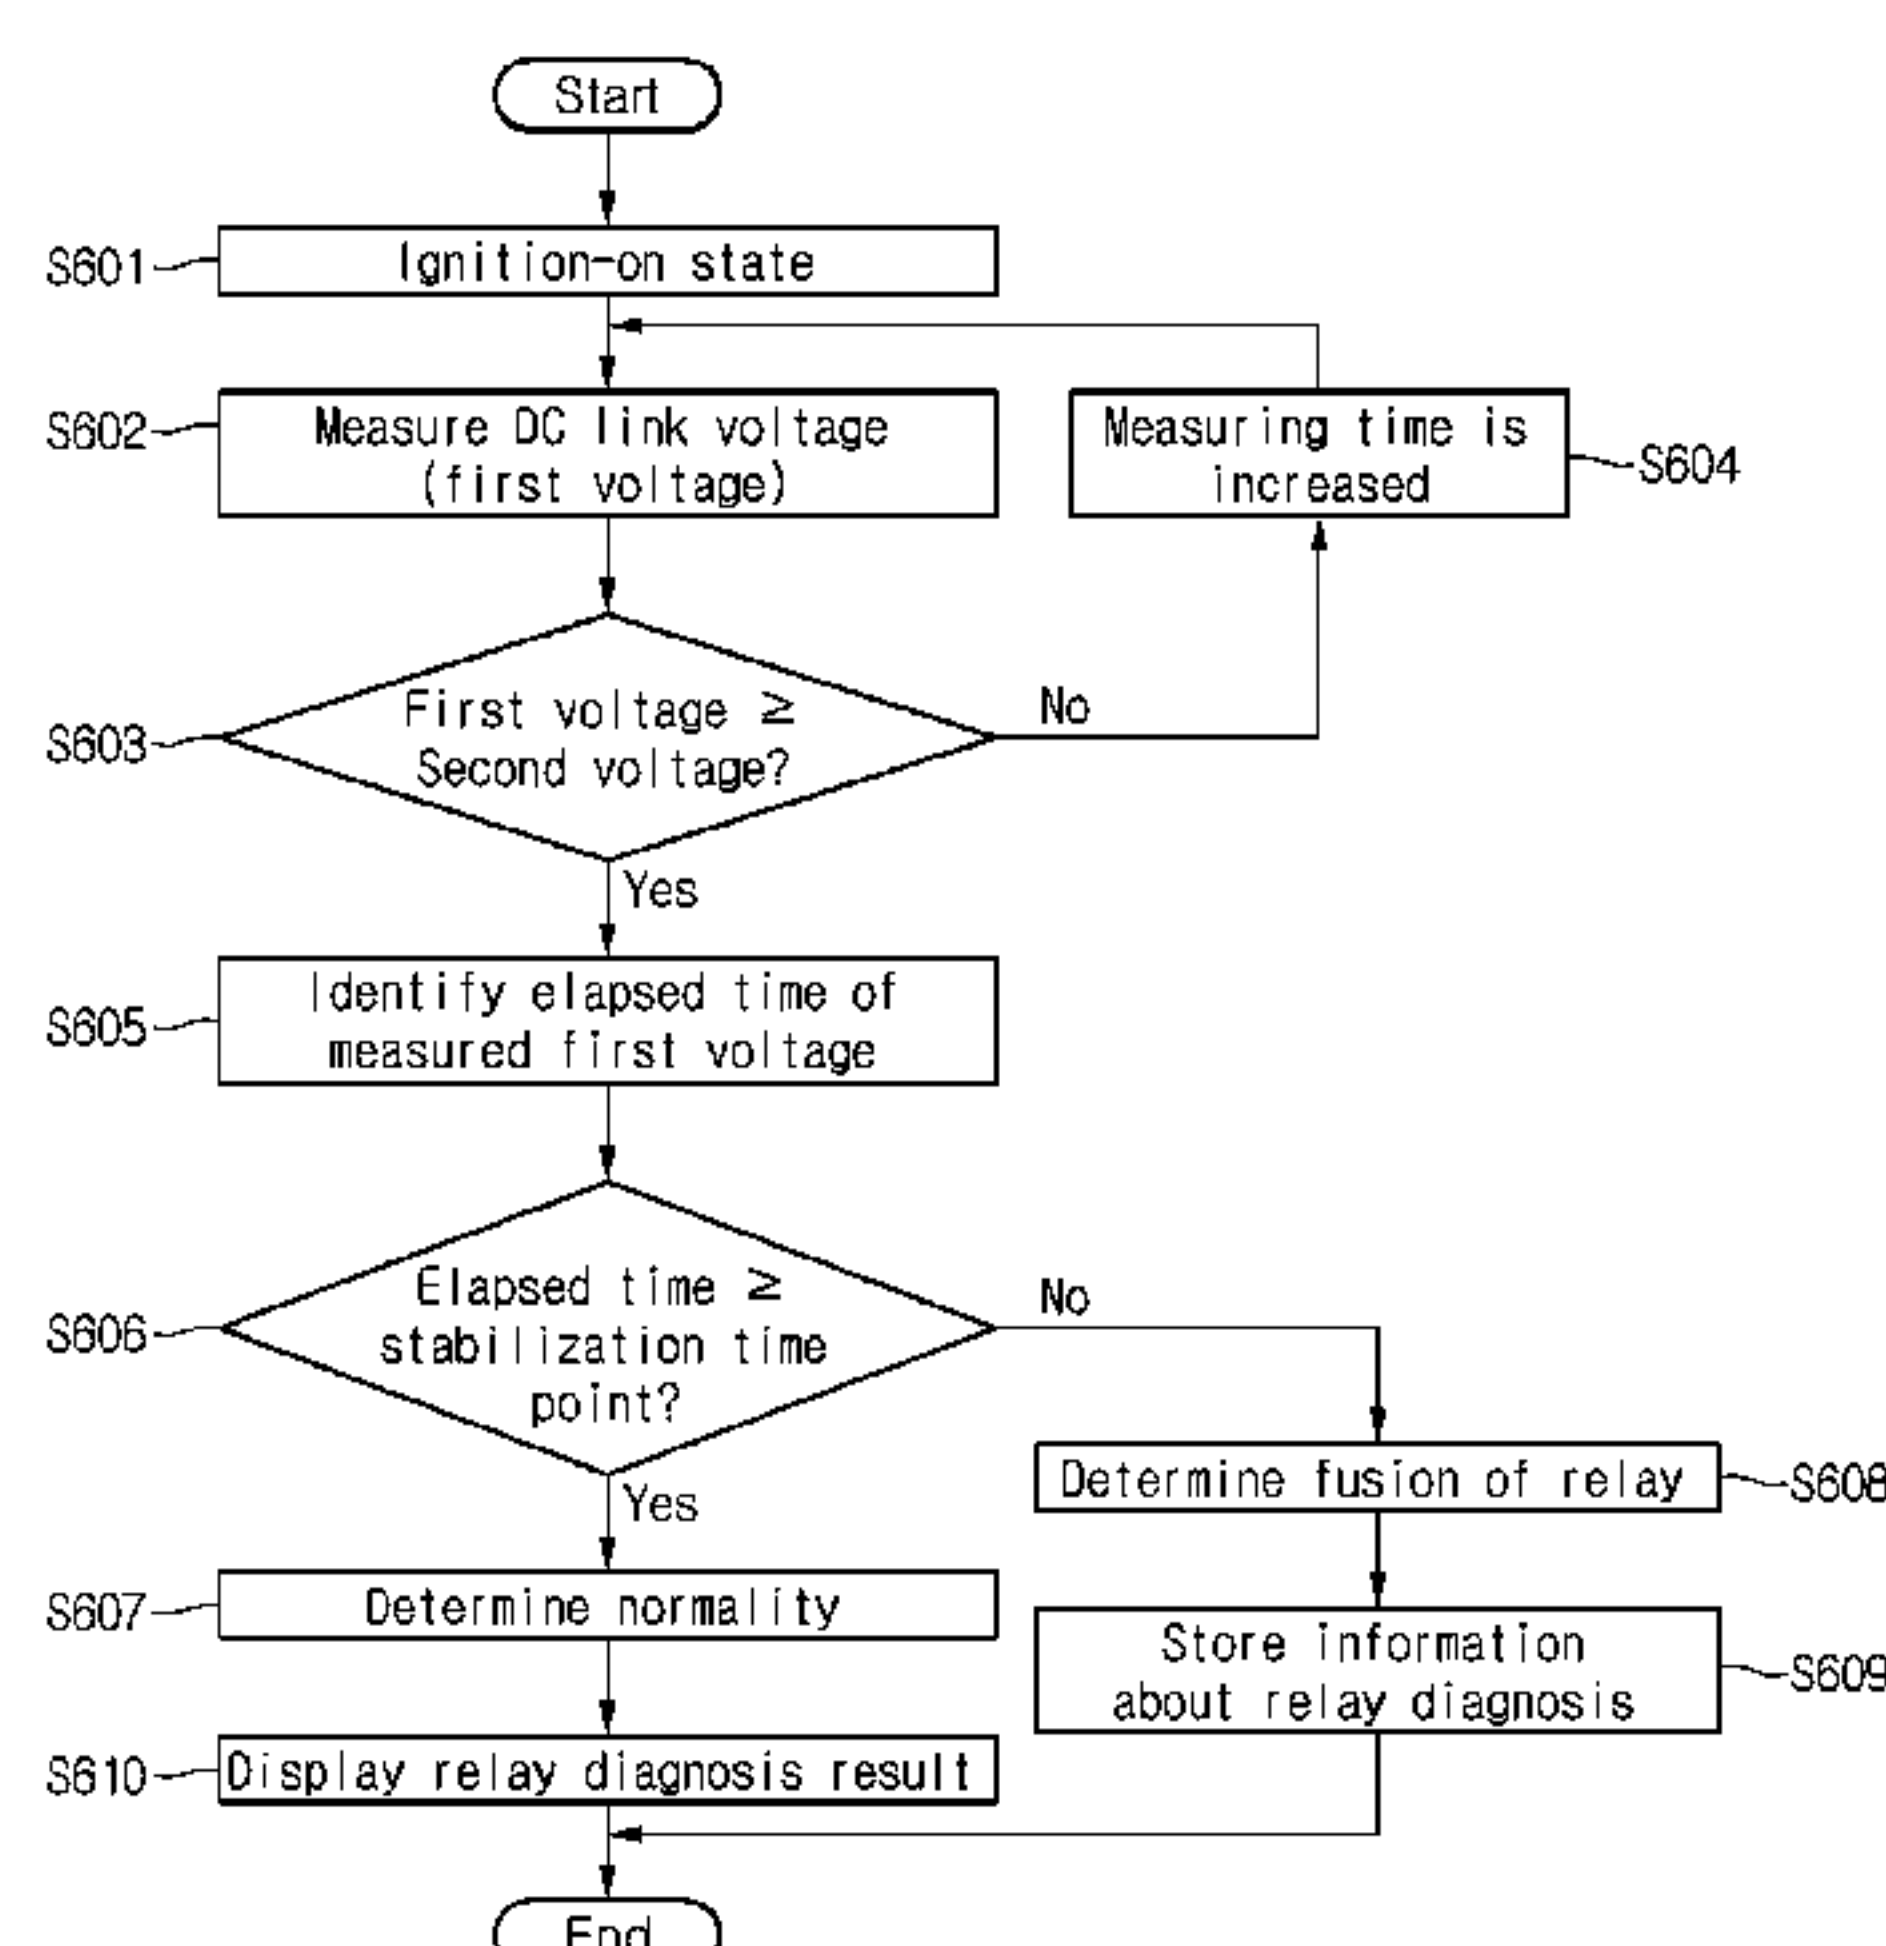 Start
S601
Ignition-on state
S602
Measure DC link voltage
(first voltage)
Measuring time is
increased
S604
S603
First voltage ≥
Second voltage?
No
Yes
S605
Identify elapsed time of
measured first voltage
S606
Elapsed time ≥
stabilization time
point?
No
Yes
Determine fusion of relay
S608
S607
Determine normality
Store information
about relay diagnosis
S609
S610
Display relay diagnosis result
End